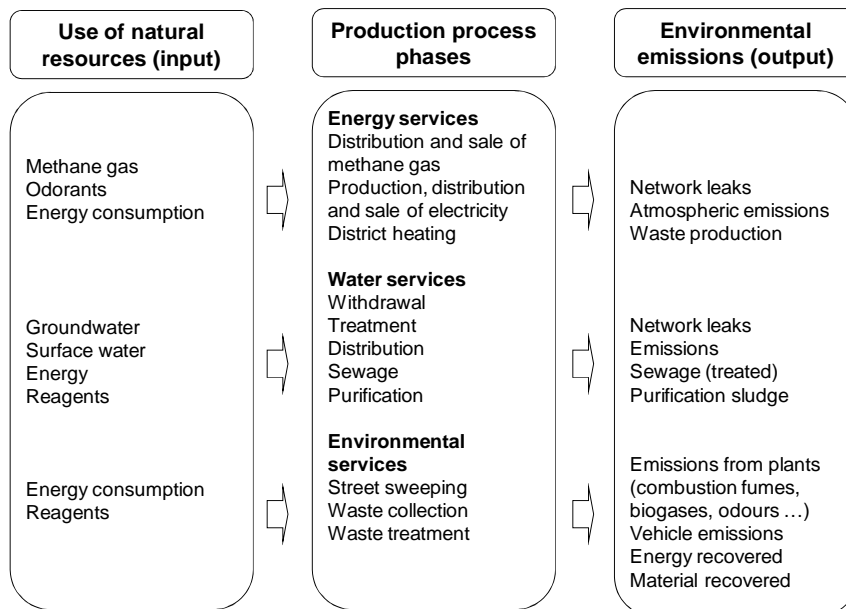 Use of natural
resources (input)
Production process
phases
Environmental
emissions (output)
Methane gas
Odorants
Energy consumption
Groundwater
Surface water
Energy
Reagents
Energy consumption
Reagents
Energy services
Distribution and sale of
methane gas
Production, distribution
and sale of electricity
District heating
Water services
Withdrawal
Treatment
Distribution
Sewage
Purification
Environmental
services
Street sweeping
Waste collection
Waste treatment
Network leaks
Atmospheric emissions
Waste production
Network leaks
Emissions
Sewage (treated)
Purification sludge
Emissions from plants
(combustion fumes,
biogases, odours …)
Vehicle emissions
Energy recovered
Material recovered